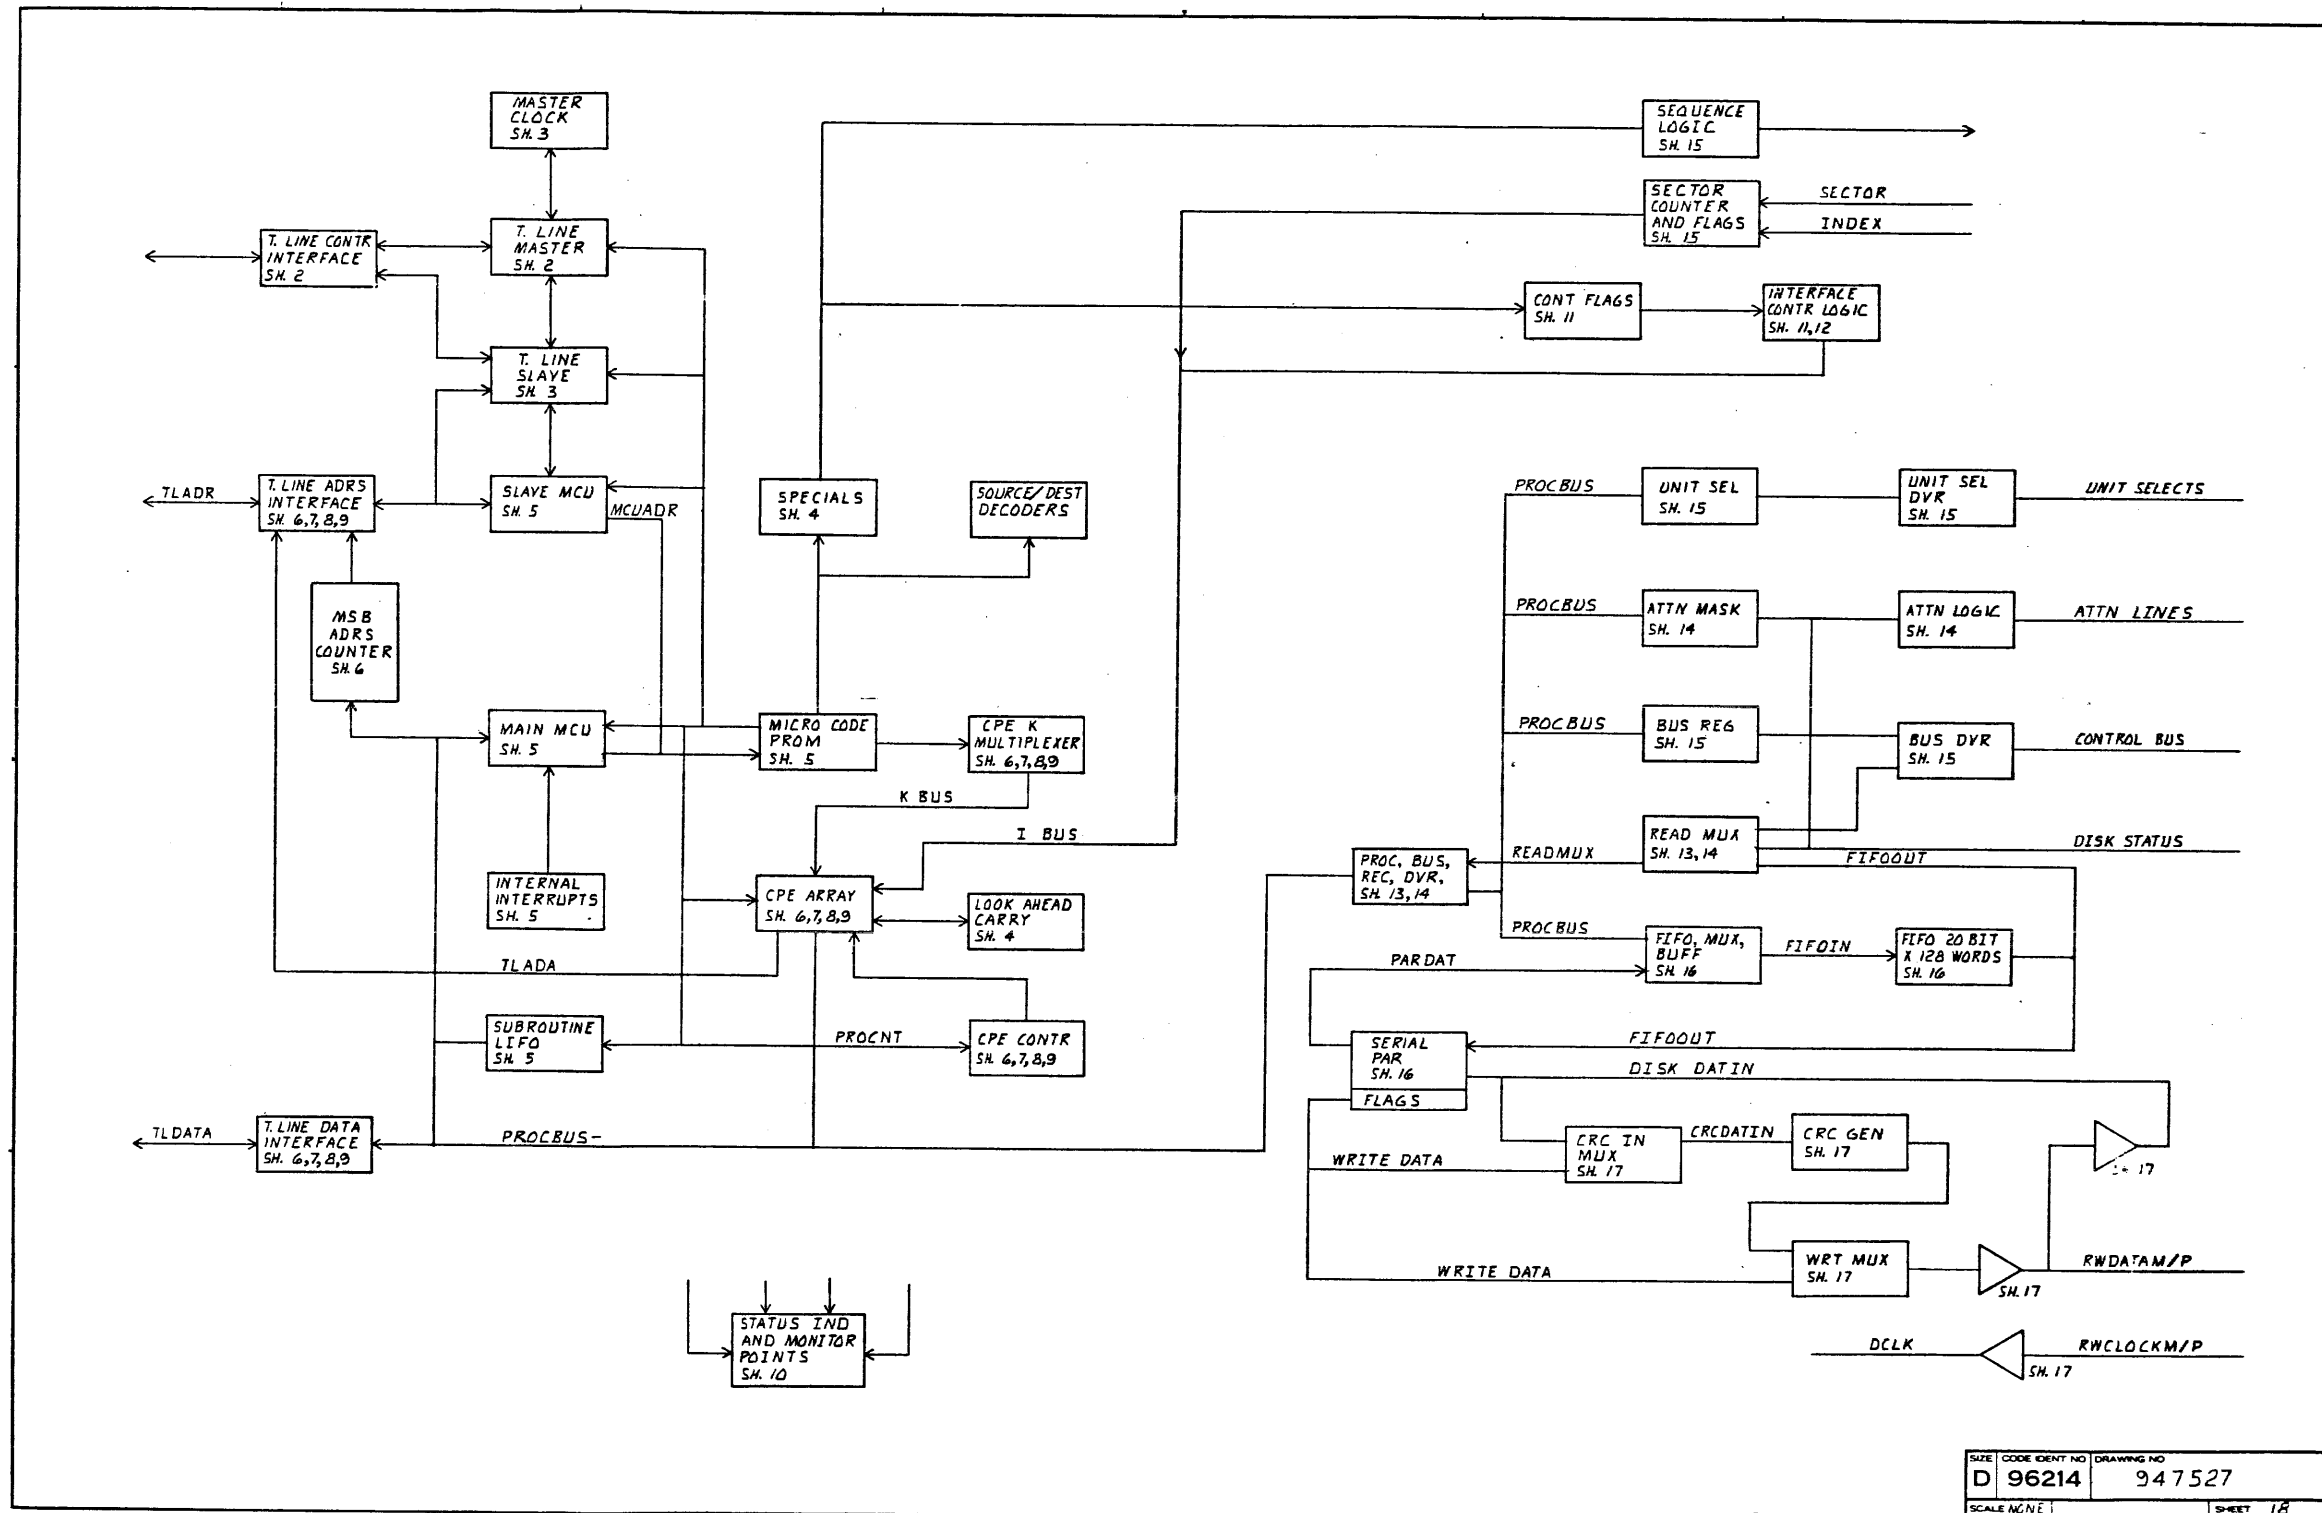 MASTER
CLOCK
SH. 3
SEQUENCE
LOGIC
SH. 15
SECTOR
COUNTER
AND FLAGS
SH. 15
SECTOR
INDEX
T. LINE CONTR
INTERFACE
SH. 2
T. LINE
MASTER
SH. 2
CONT FLAGS
SH. 11
INTERFACE
CONTR LOGIC
SH. 11,12
T. LINE
SLAVE
SH. 3
TLADR
T. LINE ADRS
INTERFACE
SH. 6,7,8,9
SLAVE MCU
SH. 5
MCUADR
SPECIALS
SH. 4
SOURCE/DEST
DECODERS
PROCBUS
UNIT SEL
SH. 15
UNIT SEL
DVR
SH. 15
UNIT SELECTS
MSB
ADRS
COUNTER
SH. 6
PROCBUS
ATTN MASK
SH. 14
ATTN LOGIC
SH. 14
ATTN LINES
MAIN MCU
SH. 5
MICRO CODE
PROM
SH. 5
CPE K
MULTIPLEXER
SH. 6,7,8,9
PROCBUS
BUS REG
SH. 15
BUS DVR
SH. 15
CONTROL BUS
K BUS
I BUS
READMUX
READ MUX
SH. 13,14
DISK STATUS
FIFOOUT
INTERNAL
INTERRUPTS
SH. 5
CPE ARRAY
SH. 6,7,8,9
LOOK AHEAD
CARRY
SH. 4
PROC, BUS,
REC, DVR,
SH. 13,14
PROCBUS
FIFO, MUX,
BUFF
SH. 16
FIFOIN
FIFO 20 BIT
X 128 WORDS
SH. 16
TLADA
PARDAT
SUBROUTINE
LIFO
SH. 5
PROCNT
CPE CONTR
SH. 6,7,8,9
SERIAL
PAR
SH. 16
FLAGS
FIFOOUT
DISK DATIN
TLDATA
T. LINE DATA
INTERFACE
SH. 6,7,8,9
PROCBUS-
WRITE DATA
CRC IN
MUX
SH. 17
CRCDATIN
CRC GEN
SH. 17
17
WRITE DATA
WRT MUX
SH. 17
SH. 17
RWDATAM/P
STATUS IND
AND MONITOR
POINTS
SH. 10
DCLK
SH. 17
RWCLOCKM/P
SIZE CODE IDENT NO DRAWING NO
D 96214 947527
SCALE NONE SHEET 18